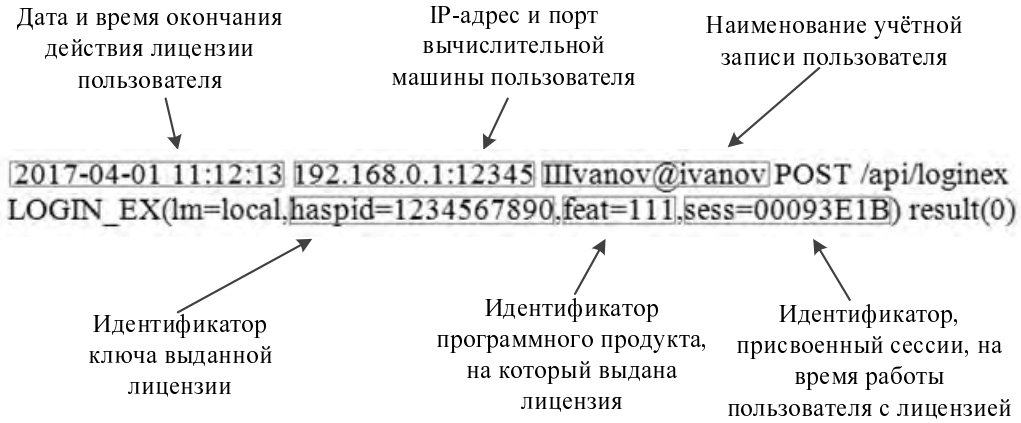 Дата и время окончания
действия лицензии
пользователя
IP-адрес и порт
вычислительной
машины пользователя
Наименование учётной
записи пользователя
2017-04-01 11:12:13 192.168.0.1:12345 IIIvanov@ivanov POST /api/loginex
LOGIN_EX(lm=local,haspid=1234567890,feat=111,sess=00093E1B) result(0)
Идентификатор
ключа выданной
лицензии
Идентификатор
программного продукта,
на который выдана
лицензия
Идентификатор,
присвоенный сессии, на
время работы
пользователя с лицензией